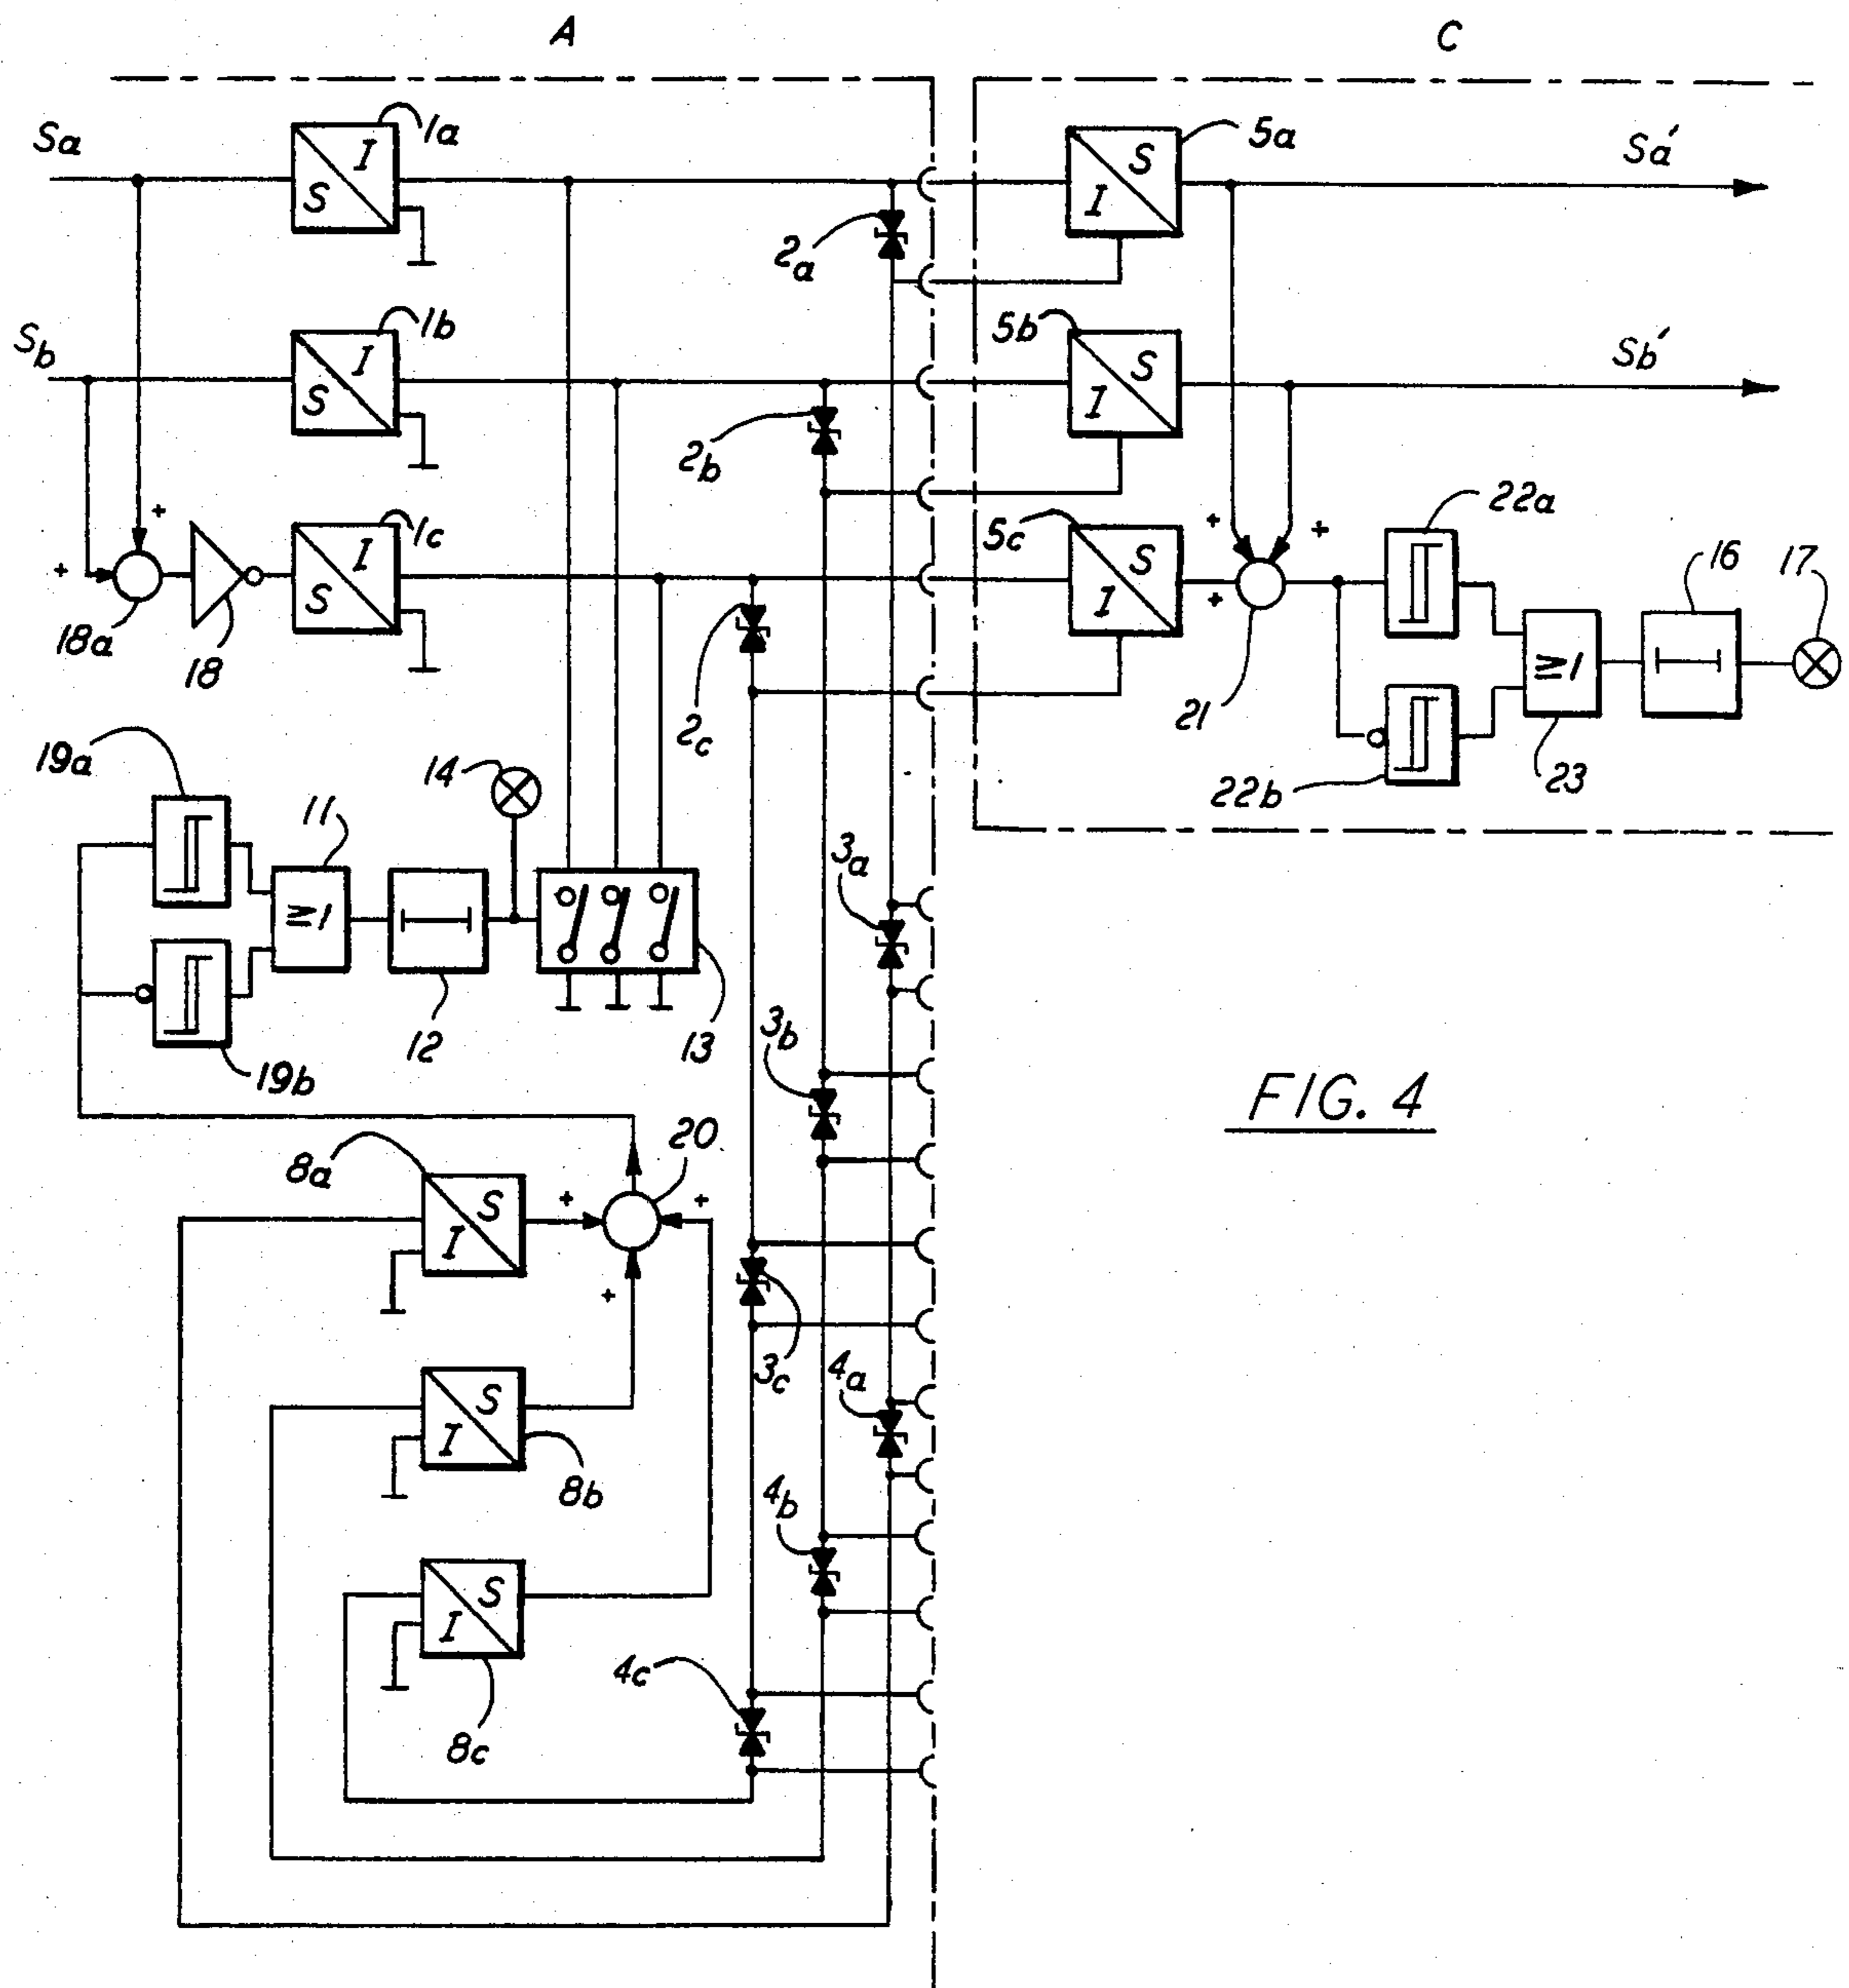 A
C
Sa
1a
I
S
5a
S
I
Sa'
2a
Sb
1b
I
S
5b
S
I
Sb'
2b
+
+
18a
18
1c
I
S
5c
S
I
2c
+
+
+
21
22a
22b
≥1
23
16
17
19a
19b
11
≥1
12
14
13
3a
3b
3c
FIG. 4
8a
S
I
+
20
+
+
8b
S
I
8c
S
I
4a
4b
4c